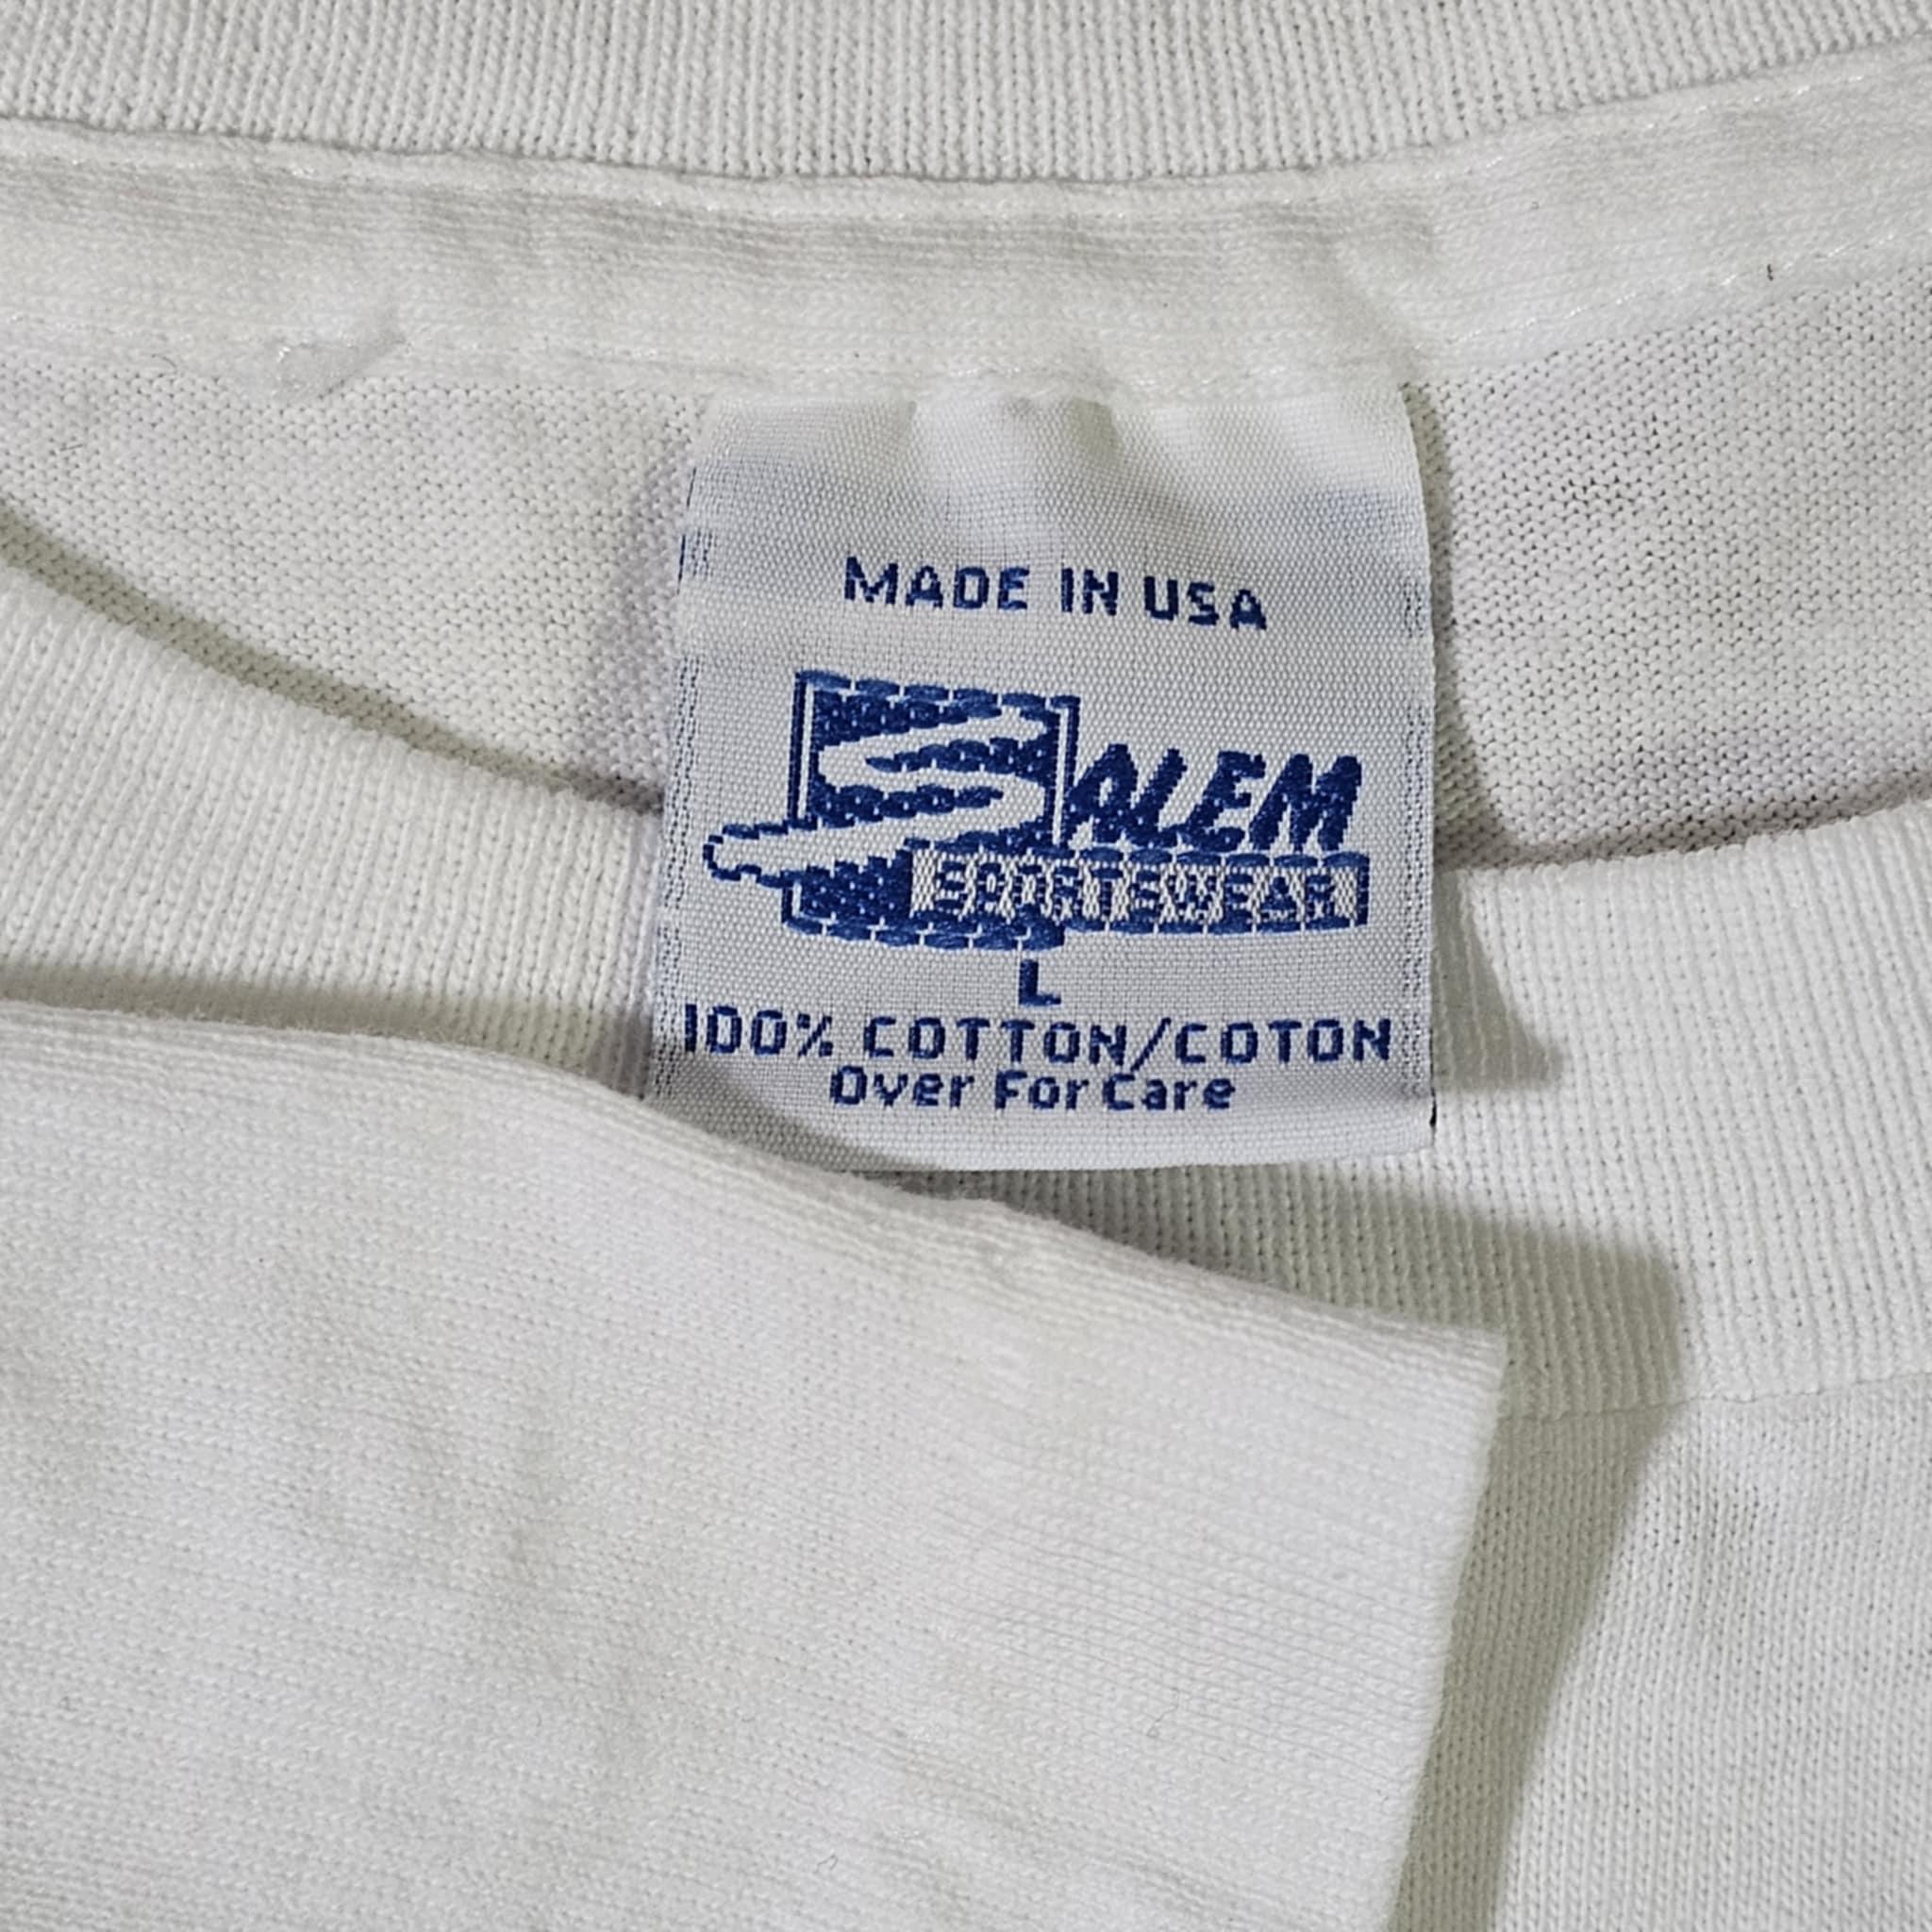 MADE IN USA
SALEM
SPORTSWEAR
L
100% COTTON/COTON
Over For Care